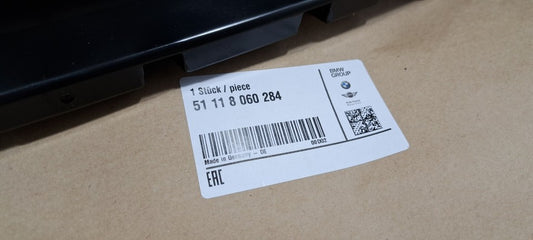 1 Stück / piece
51 11 8 060 284
Made in Germany - DE
EAC
BMW
GROUP